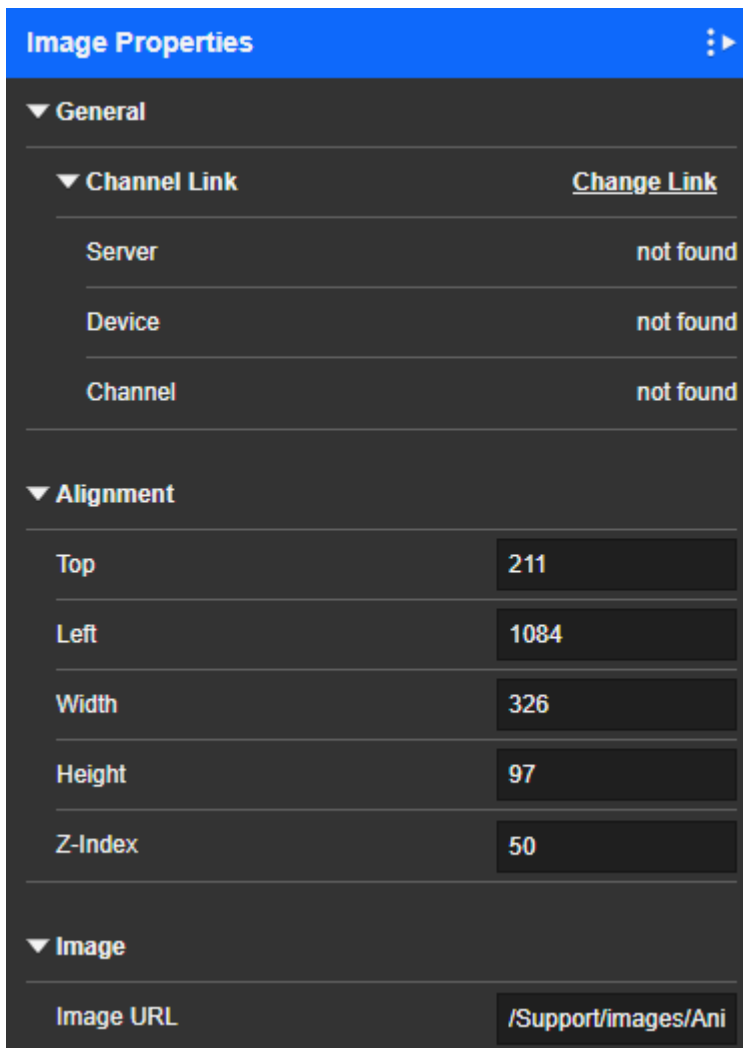 Image Properties
General
Channel Link Change Link
Server not found
Device not found
Channel not found
Alignment
Top 211
Left 1084
Width 326
Height 97
Z-Index 50
Image
Image URL /Support/images/Ani